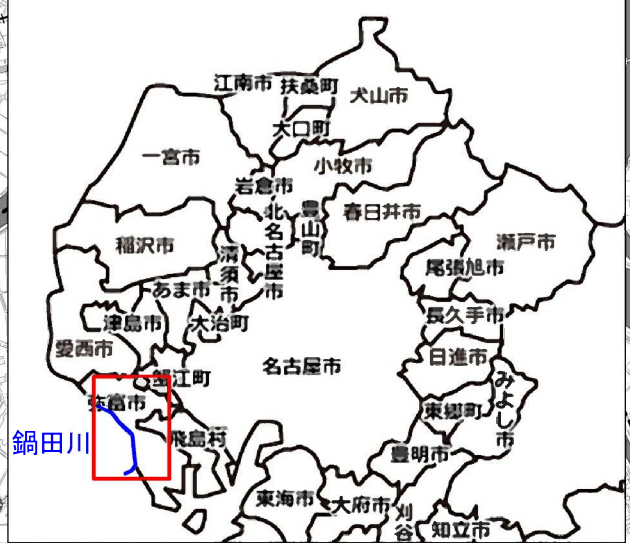 江南市
扶桑町
犬山市
大口町
一宮市
小牧市
岩倉市
豊山町
春日井市
北名古屋市
稲沢市
清須市
瀬戸市
尾張旭市
あま市
津島市
大治町
長久手市
愛西市
名古屋市
日進市
蟹江町
みよし市
弥富市
東郷町
鍋田川
飛島村
豊明市
東海市
大府市
刈谷
知立市